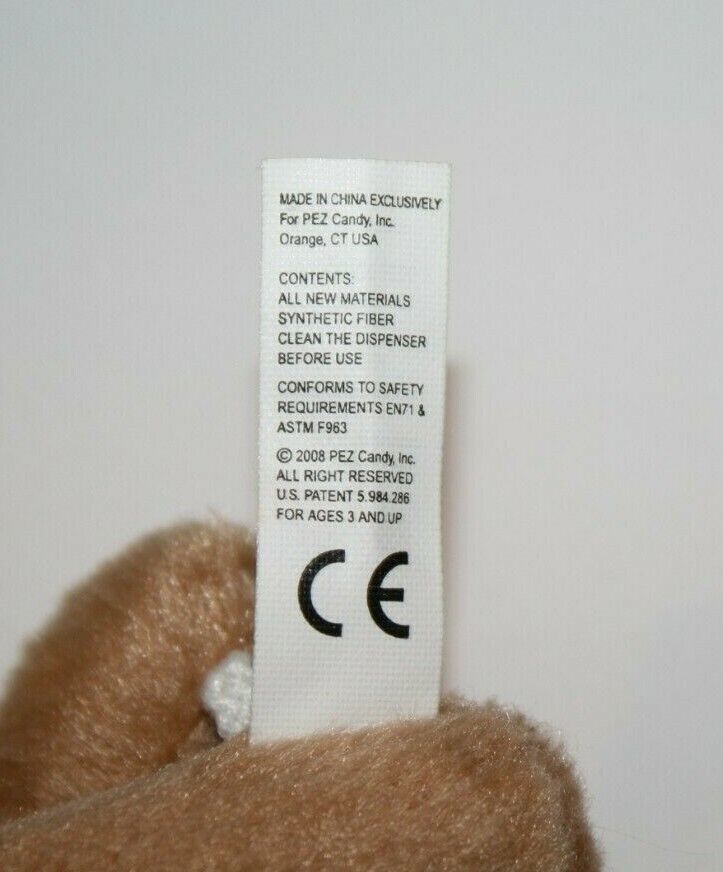 MADE IN CHINA EXCLUSIVELY
For PEZ Candy, Inc.
Orange, CT USA
CONTENTS:
ALL NEW MATERIALS
SYNTHETIC FIBER
CLEAN THE DISPENSER
BEFORE USE
CONFORMS TO SAFETY
REQUIREMENTS EN71 &
ASTM F963
© 2008 PEZ Candy, Inc.
ALL RIGHT RESERVED
U.S. PATENT 5.984.286
FOR AGES 3 AND UP
CE